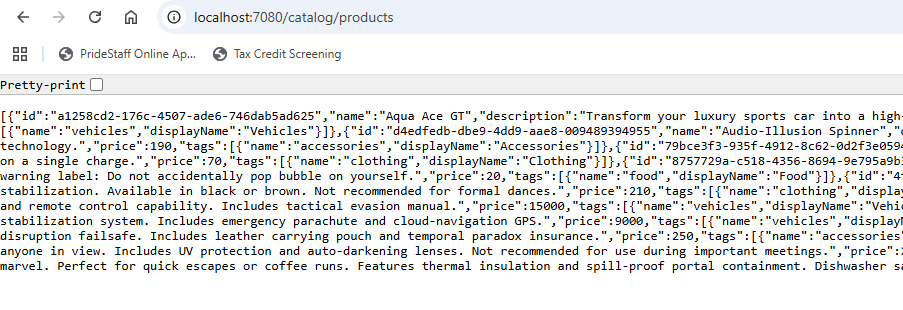 localhost:7080/catalog/products
PrideStaff Online Ap... Tax Credit Screening
Pretty-print
[{"id":"a1258cd2-176c-4507-ade6-746dab5ad625","name":"Aqua Ace GT","description":"Transform your luxury sports car into a high-
[{"name":"vehicles","displayName":"Vehicles"}]},{"id":"d4edfedb-dbe9-4dd9-aae8-009489394955","name":"Audio-Illusion Spinner","d
technology.","price":190,"tags":[{"name":"accessories","displayName":"Accessories"}]},{"id":"79bce3f3-935f-4912-8c62-0d2f3e0594
on a single charge.","price":70,"tags":[{"name":"clothing","displayName":"Clothing"}]},{"id":"8757729a-c518-4356-8694-9e795a9b3
warning label: Do not accidentally pop bubble on yourself.","price":20,"tags":[{"name":"food","displayName":"Food"}]},{"id":"4
stabilization. Available in black or brown. Not recommended for formal dances.","price":210,"tags":[{"name":"clothing","display
and remote control capability. Includes tactical evasion manual.","price":15000,"tags":[{"name":"vehicles","displayName":"Vehic
stabilization system. Includes emergency parachute and cloud-navigation GPS.","price":9000,"tags":[{"name":"vehicles","displayN
disruption failsafe. Includes leather carrying pouch and temporal paradox insurance.","price":250,"tags":[{"name":"accessories"
anyone in view. Includes UV protection and auto-darkening lenses. Not recommended for use during important meetings.","price":2
marvel. Perfect for quick escapes or coffee runs. Features thermal insulation and spill-proof portal containment. Dishwasher sa